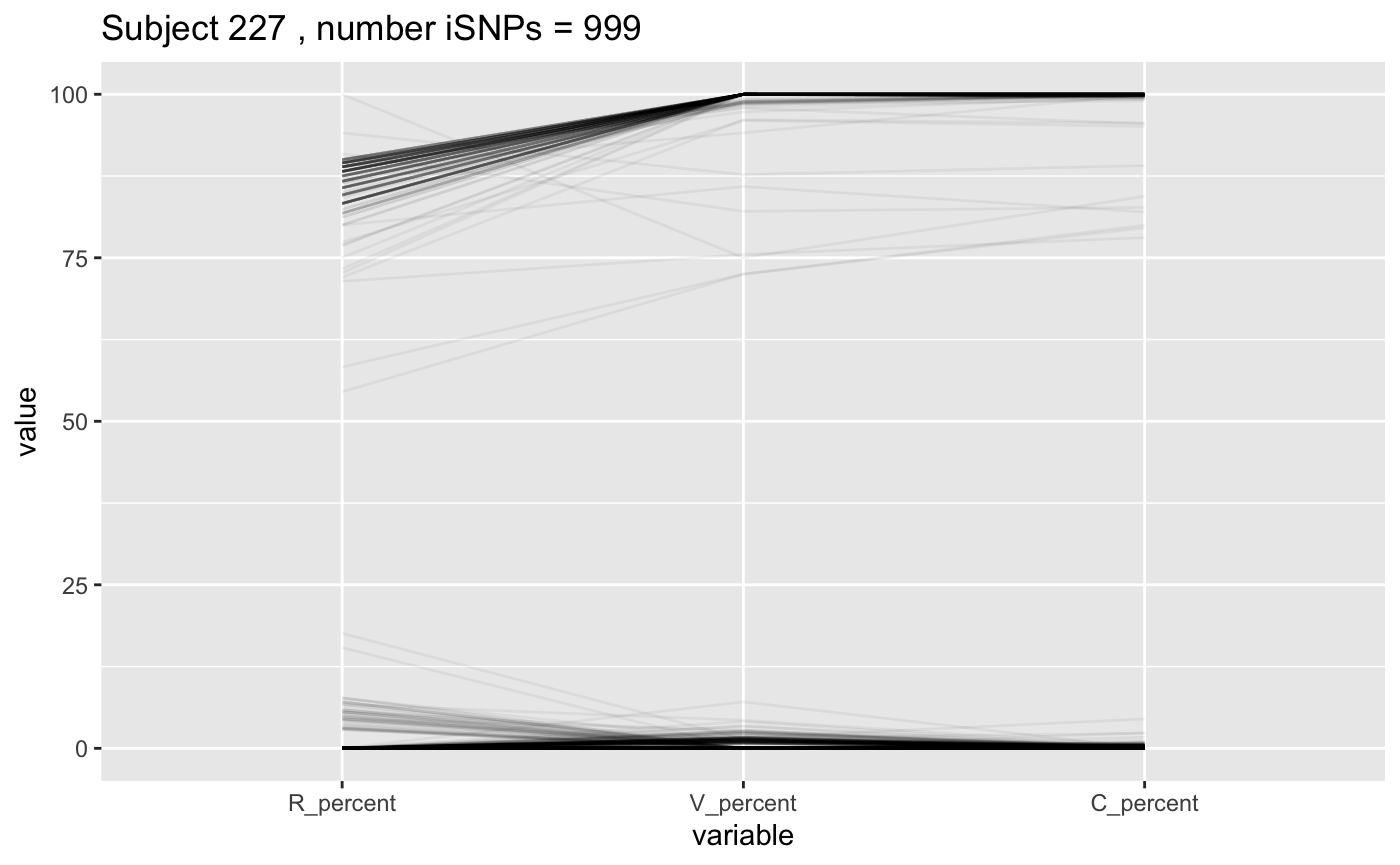 Subject 227 , number iSNPs = 999
100
75
50
25
0
value
R_percent V_percent C_percent
variable